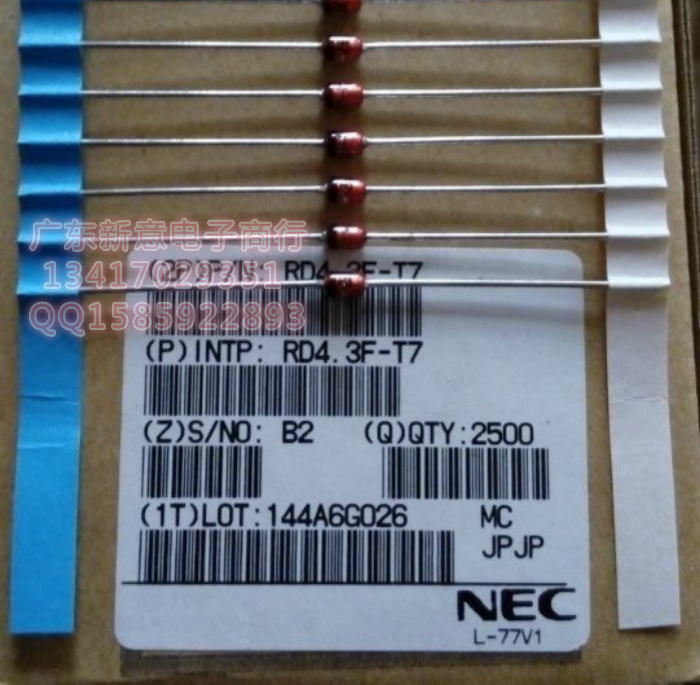 广东新意电子商行
13417029351
QQ1585922893
RD4.3F-T7
(P)INTP: RD4.3F-T7
(Z)S/NO: B2 (Q)QTY:2500
(1T)LOT:144A6G026 MC
JPJP
NEC
L-77V1